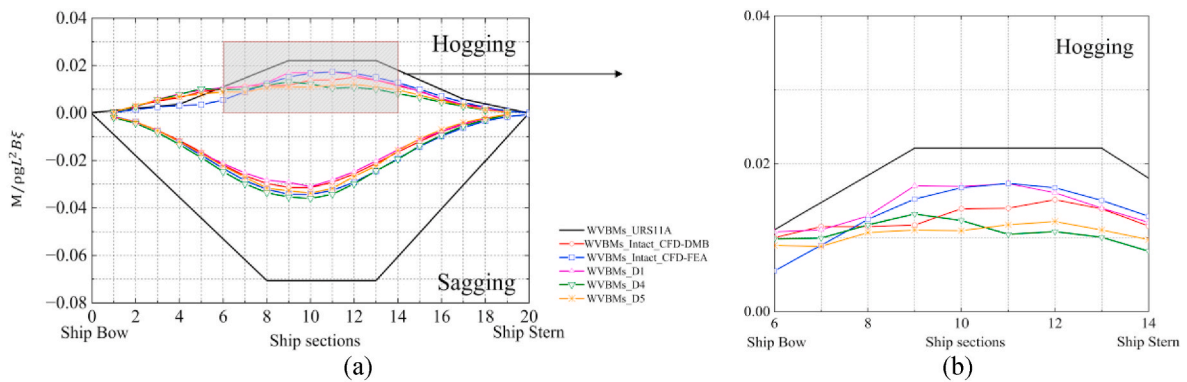 M/ρgL²Bξ
0.04
0.02
0.00
−0.02
−0.04
−0.06
−0.08
Hogging
Sagging
WVBMs_URS11A
WVBMs_Intact_CFD-DMB
WVBMs_Intact_CFD-FEA
WVBMs_D1
WVBMs_D4
WVBMs_D5
0 2 4 6 8 10 12 14 16 18 20
Ship Bow Ship sections Ship Stern
(a)
0.04
0.02
0.00
Hogging
6 8 10 12 14
Ship Bow Ship sections Ship Stern
(b)